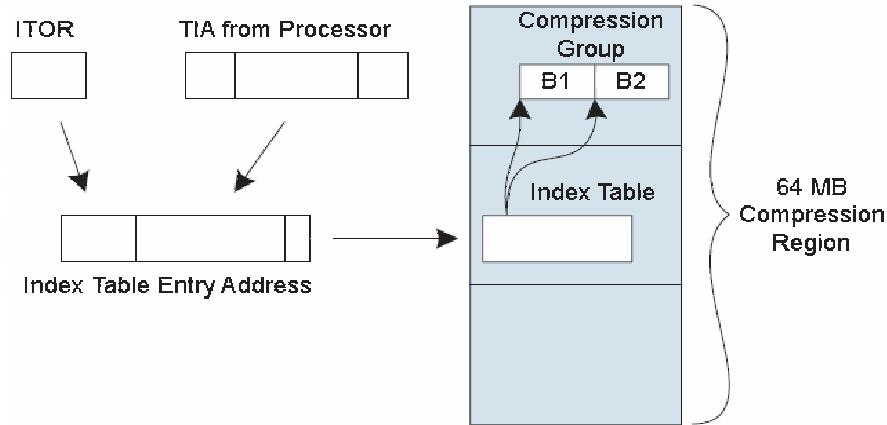 ITOR
TIA from Processor
Index Table Entry Address
Compression
Group
B1 B2
Index Table
64 MB
Compression
Region